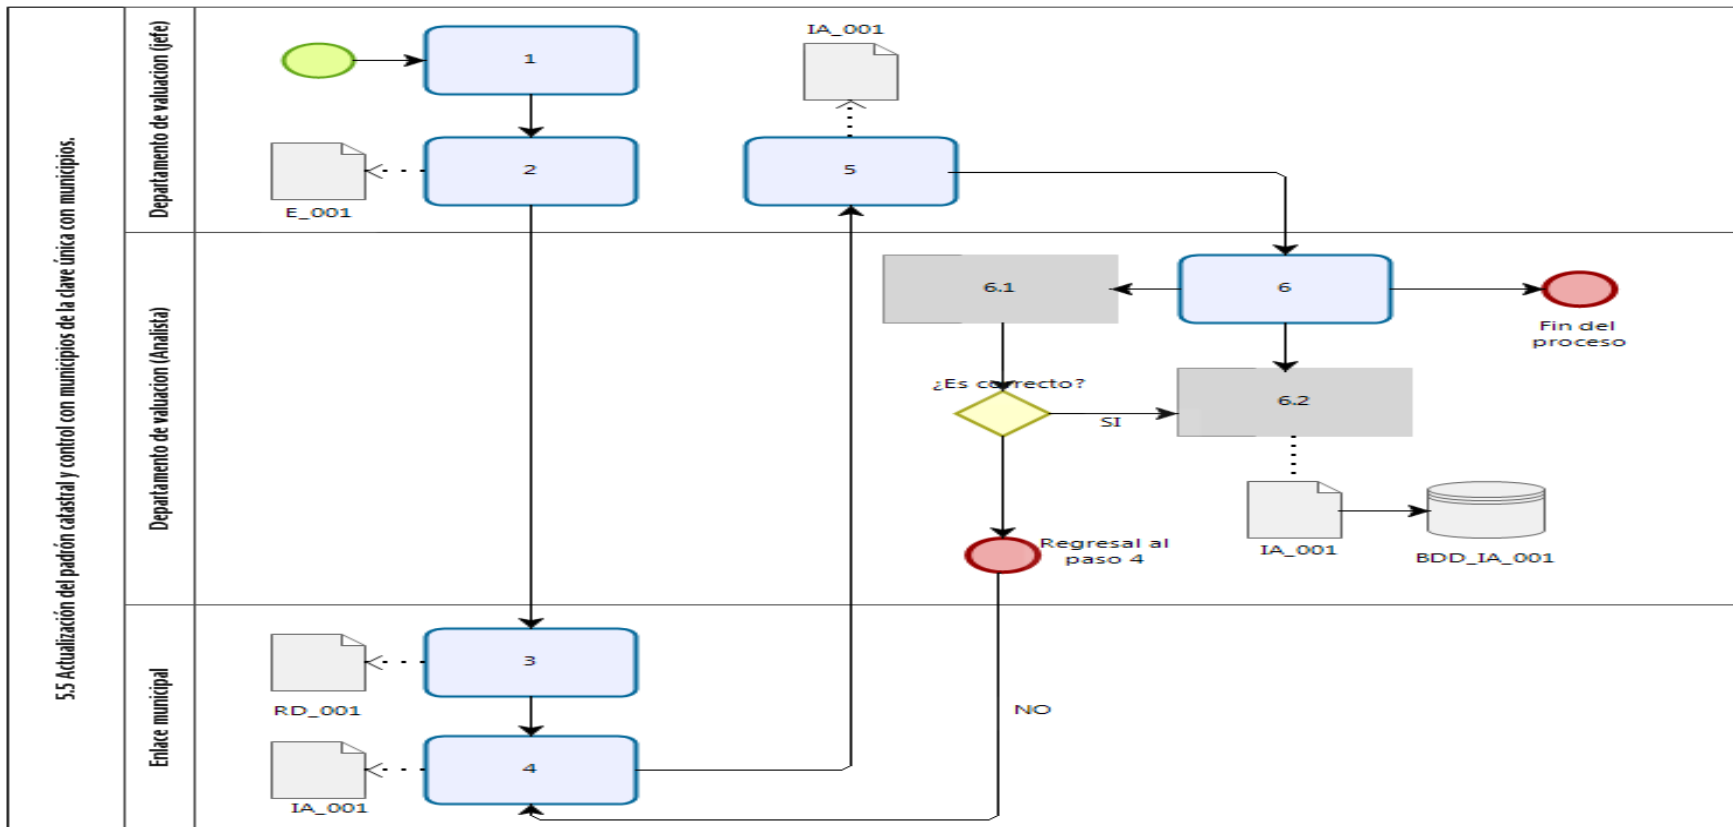 5.5 Actualización del padrón catastral y control con municipios de la clave única con municipios.
Departamento de valuacion (jefe)
1
2
E_001
IA_001
5
Departamento de valuacion (Analista)
6.1
6
Fin del
proceso
¿Es correcto?
SI
6.2
Regresal al
paso 4
IA_001
BDD_IA_001
Enlace municipal
3
RD_001
NO
4
IA_001